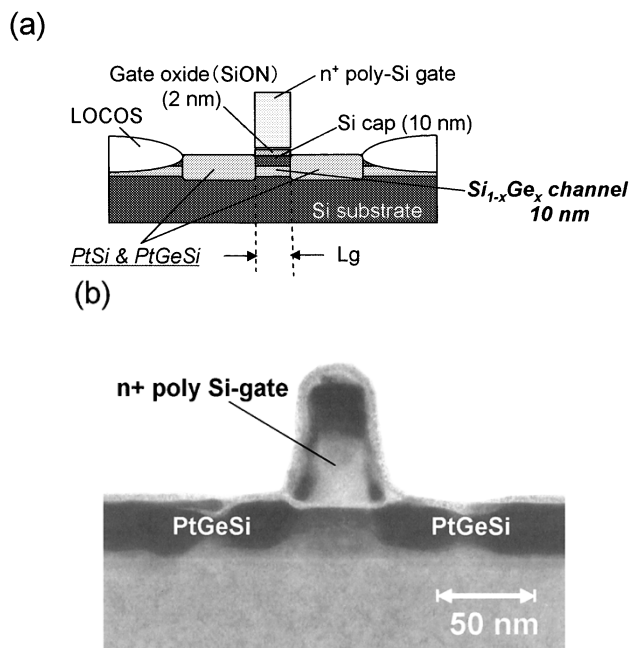 (a)
Gate oxide (SiON)
(2 nm)
n+ poly-Si gate
LOCOS
Si cap (10 nm)
Si1-xGex channel
10 nm
Si substrate
PtSi & PtGeSi
Lg
(b)
n+ poly Si-gate
PtGeSi
PtGeSi
50 nm